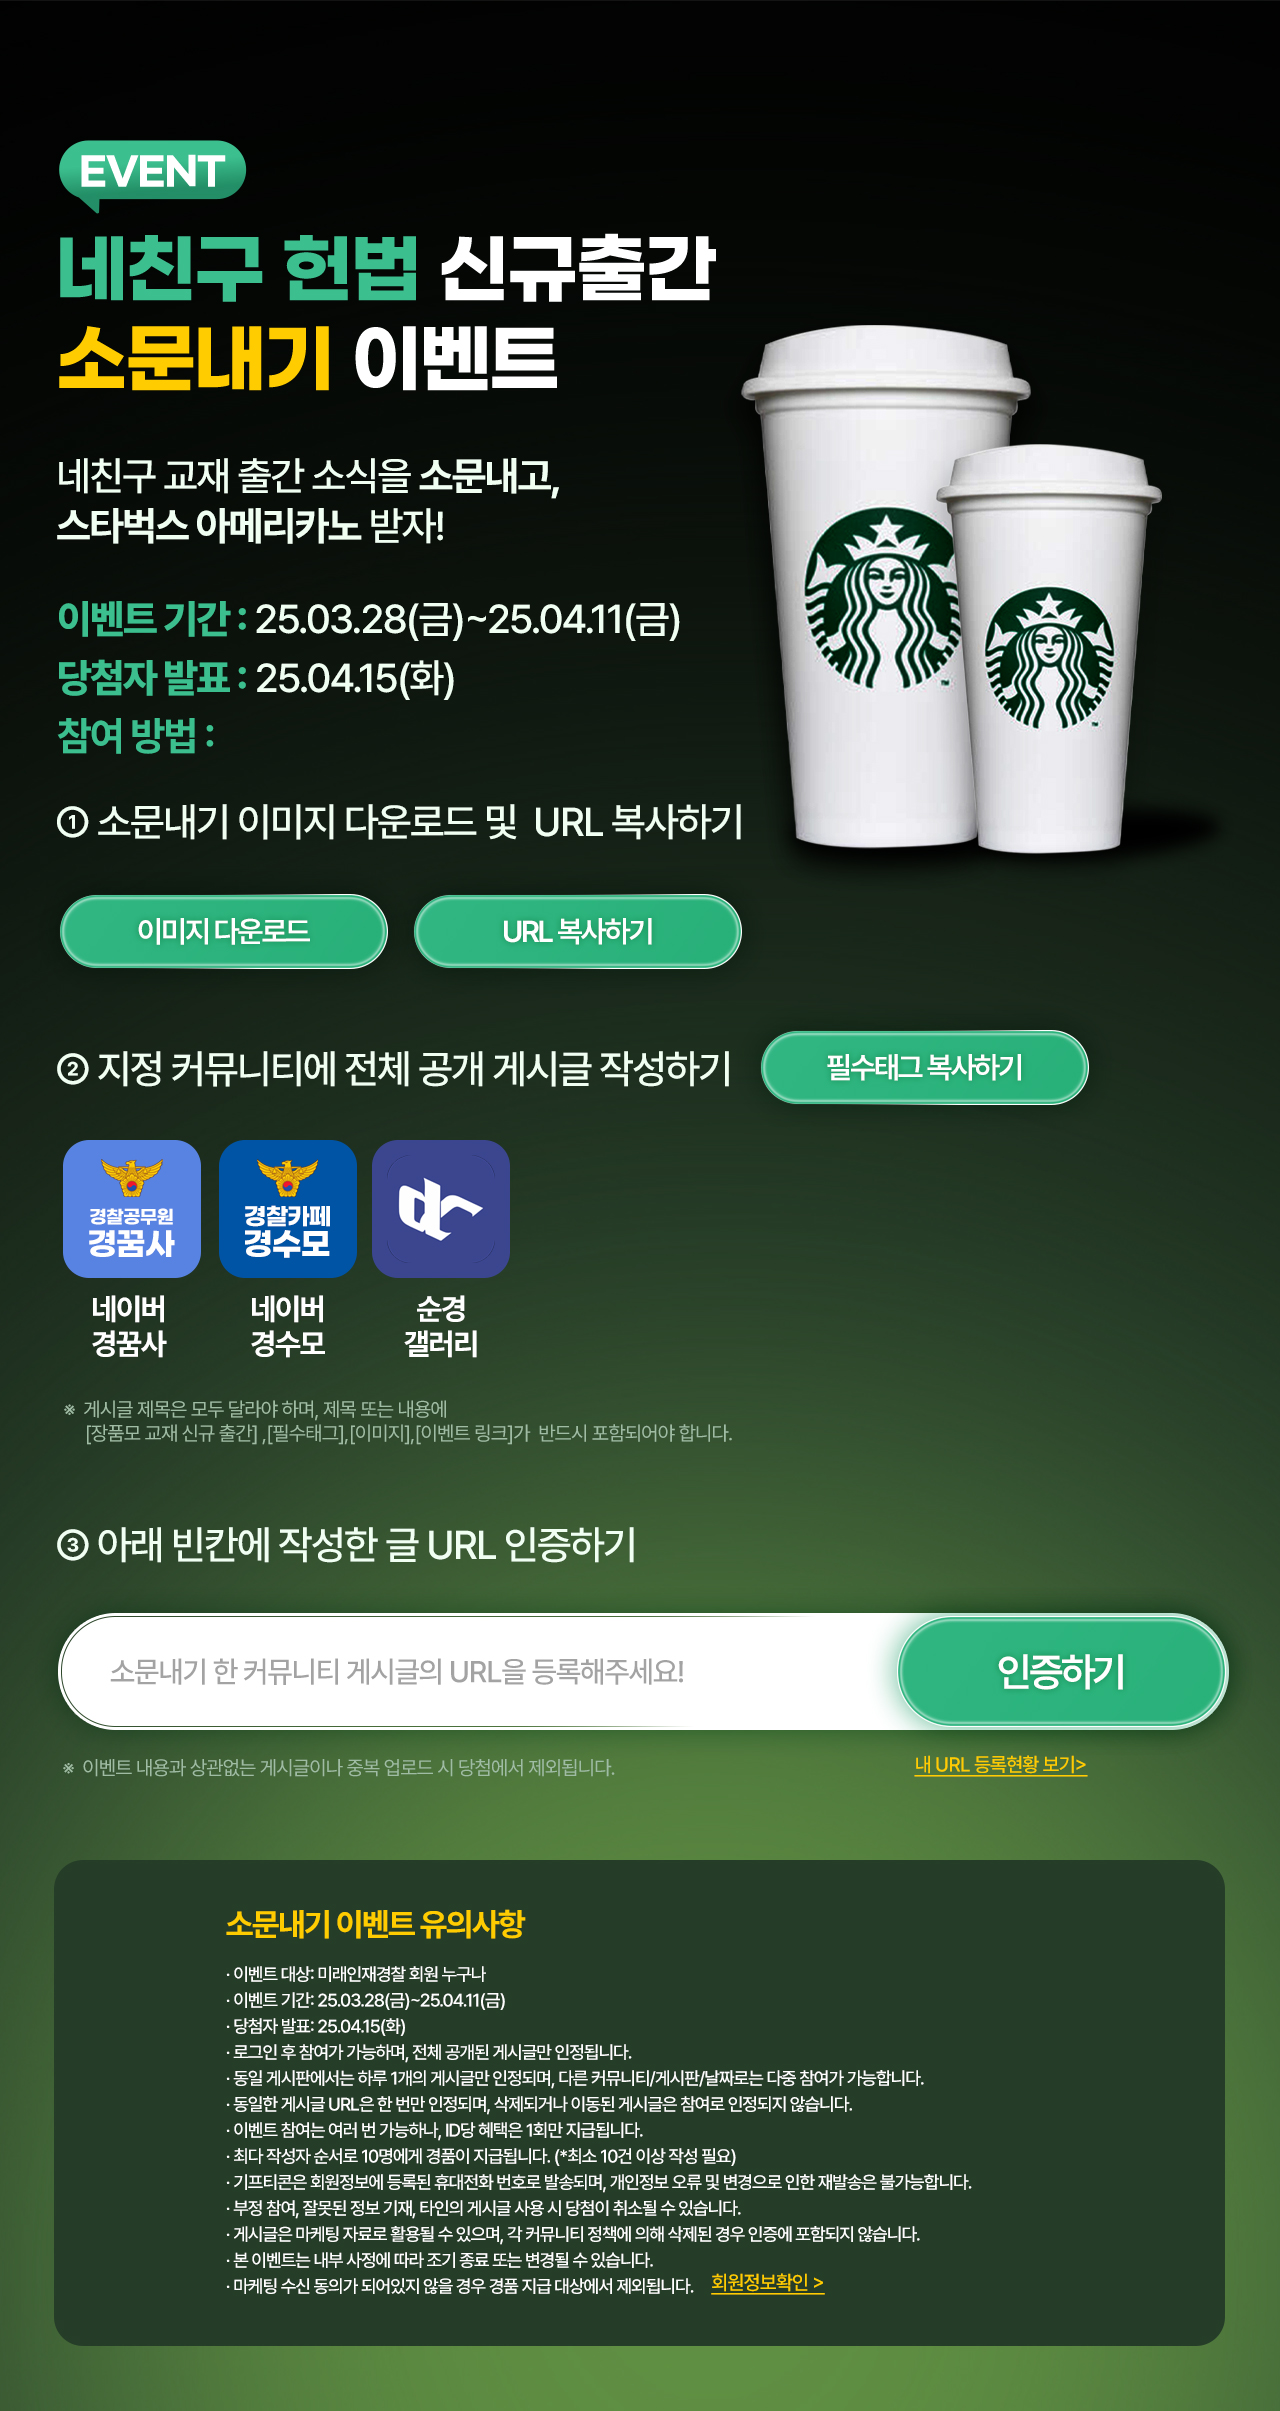 EVENT
네친구 헌법 신규출간
소문내기 이벤트
네친구 교재 출간 소식을 소문내고,
스타벅스 아메리카노 받자!
이벤트 기간 : 25.03.28(금)~25.04.11(금)
당첨자 발표 : 25.04.15(화)
참여 방법 :
TM
TM
① 소문내기 이미지 다운로드 및 URL 복사하기
이미지 다운로드
URL 복사하기
② 지정 커뮤니티에 전체 공개 게시글 작성하기
필수태그 복사하기
경찰공무원
경꿈사
경찰카페
경수모
네이버
경꿈사
네이버
경수모
순경
갤러리
※ 게시글 제목은 모두 달라야 하며, 제목 또는 내용에
[장품모 교재 신규 출간] ,[필수태그],[이미지],[이벤트 링크]가 반드시 포함되어야 합니다.
③ 아래 빈칸에 작성한 글 URL 인증하기
소문내기 한 커뮤니티 게시글의 URL을 등록해주세요!
인증하기
※ 이벤트 내용과 상관없는 게시글이나 중복 업로드 시 당첨에서 제외됩니다.
내 URL 등록현황 보기>
소문내기 이벤트 유의사항
· 이벤트 대상: 미래인재경찰 회원 누구나
· 이벤트 기간: 25.03.28(금)~25.04.11(금)
· 당첨자 발표: 25.04.15(화)
· 로그인 후 참여가 가능하며, 전체 공개된 게시글만 인정됩니다.
· 동일 게시판에서는 하루 1개의 게시글만 인정되며, 다른 커뮤니티/게시판/날짜로는 다중 참여가 가능합니다.
· 동일한 게시글 URL은 한 번만 인정되며, 삭제되거나 이동된 게시글은 참여로 인정되지 않습니다.
· 이벤트 참여는 여러 번 가능하나, ID당 혜택은 1회만 지급됩니다.
· 최다 작성자 순서로 10명에게 경품이 지급됩니다. (*최소 10건 이상 작성 필요)
· 기프티콘은 회원정보에 등록된 휴대전화 번호로 발송되며, 개인정보 오류 및 변경으로 인한 재발송은 불가능합니다.
· 부정 참여, 잘못된 정보 기재, 타인의 게시글 사용 시 당첨이 취소될 수 있습니다.
· 게시글은 마케팅 자료로 활용될 수 있으며, 각 커뮤니티 정책에 의해 삭제된 경우 인증에 포함되지 않습니다.
· 본 이벤트는 내부 사정에 따라 조기 종료 또는 변경될 수 있습니다.
· 마케팅 수신 동의가 되어있지 않을 경우 경품 지급 대상에서 제외됩니다. 회원정보확인 >